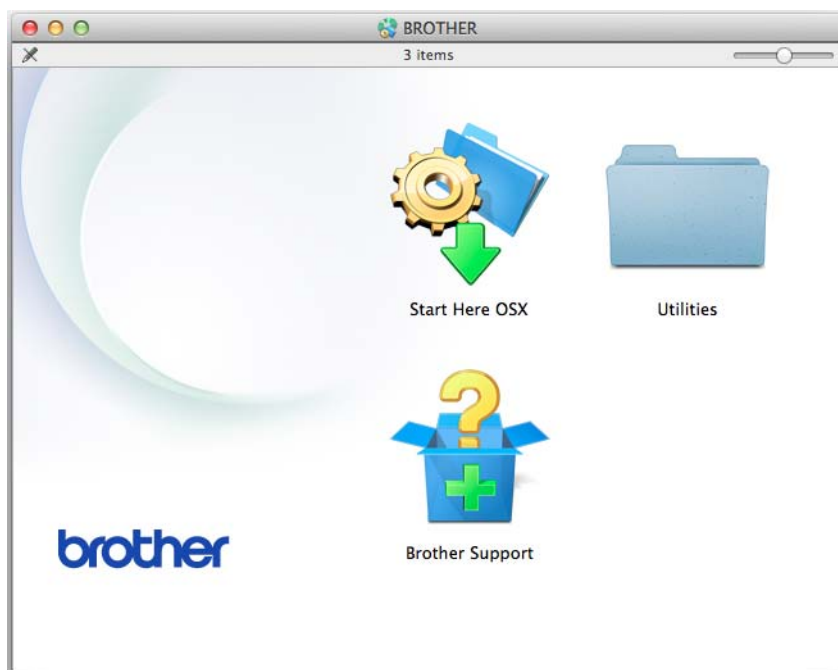 BROTHER
3 items
Start Here OSX
Utilities
Brother Support
brother